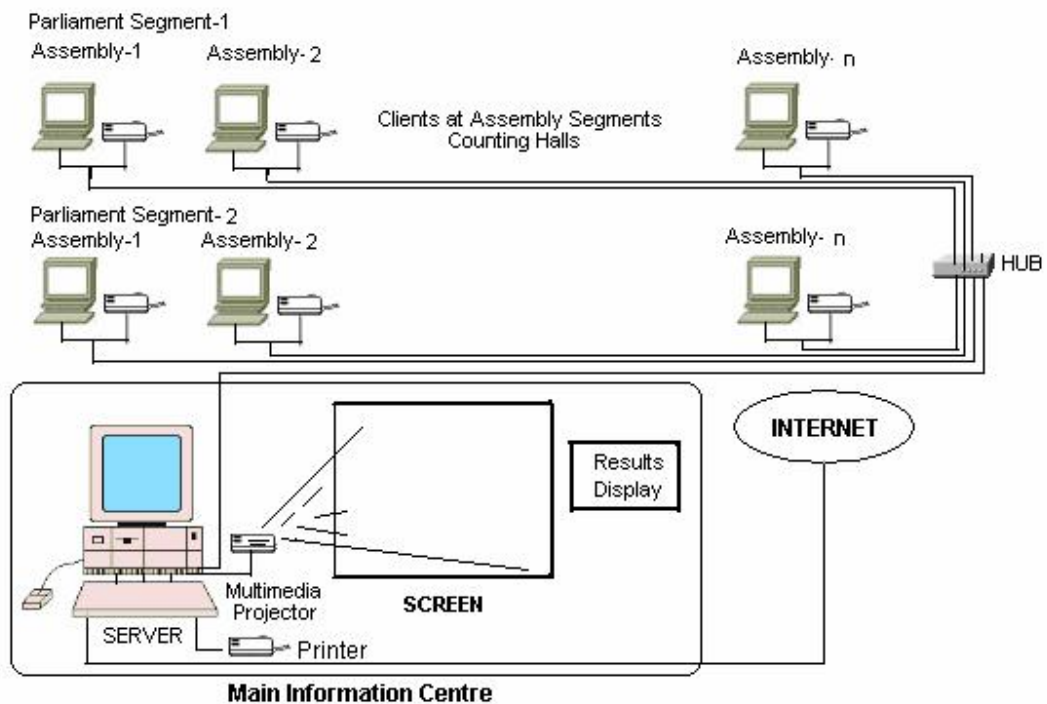 Parliament Segment-1
Assembly-1
Assembly- 2
Assembly- n
Clients at Assembly Segments
Counting Halls
Parliament Segment- 2
Assembly-1
Assembly- 2
Assembly- n
HUB
INTERNET
Results
Display
Multimedia
Projector
SCREEN
SERVER
Printer
Main Information Centre